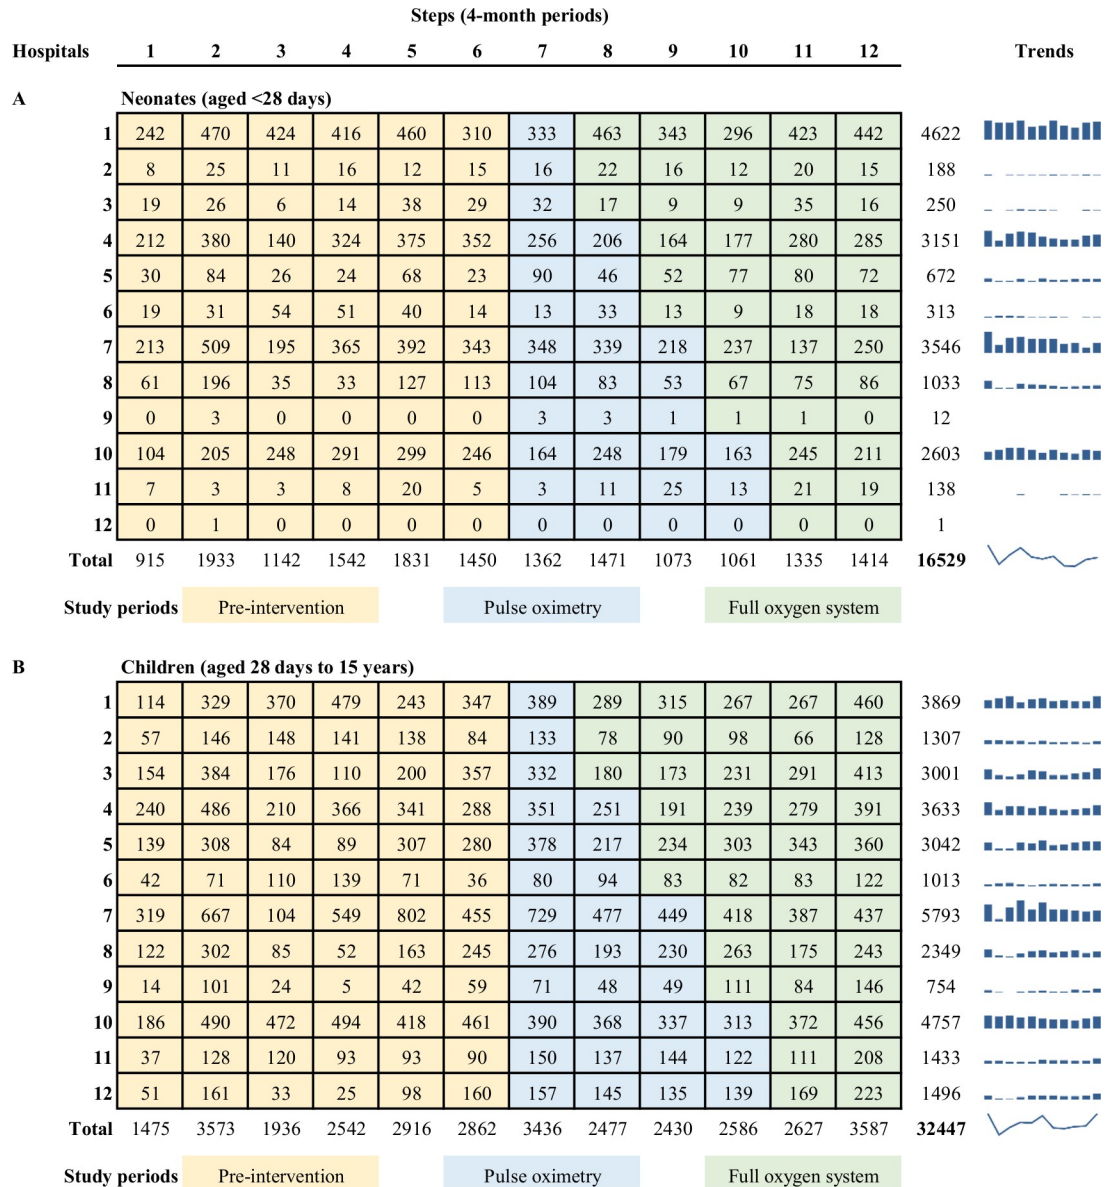 Steps (4-month periods)
Hospitals 1 2 3 4 5 6 7 8 9 10 11 12 Trends
A Neonates (aged <28 days)
1 242 470 424 416 460 310 333 463 343 296 423 442 4622
2 8 25 11 16 12 15 16 22 16 12 20 15 188
3 19 26 6 14 38 29 32 17 9 9 35 16 250
4 212 380 140 324 375 352 256 206 164 177 280 285 3151
5 30 84 26 24 68 23 90 46 52 77 80 72 672
6 19 31 54 51 40 14 13 33 13 9 18 18 313
7 213 509 195 365 392 343 348 339 218 237 137 250 3546
8 61 196 35 33 127 113 104 83 53 67 75 86 1033
9 0 3 0 0 0 0 3 3 1 1 1 0 12
10 104 205 248 291 299 246 164 248 179 163 245 211 2603
11 7 3 3 8 20 5 3 11 25 13 21 19 138
12 0 1 0 0 0 0 0 0 0 0 0 0 1
Total 915 1933 1142 1542 1831 1450 1362 1471 1073 1061 1335 1414 16529
Study periods Pre-intervention Pulse oximetry Full oxygen system
B Children (aged 28 days to 15 years)
1 114 329 370 479 243 347 389 289 315 267 267 460 3869
2 57 146 148 141 138 84 133 78 90 98 66 128 1307
3 154 384 176 110 200 357 332 180 173 231 291 413 3001
4 240 486 210 366 341 288 351 251 191 239 279 391 3633
5 139 308 84 89 307 280 378 217 234 303 343 360 3042
6 42 71 110 139 71 36 80 94 83 82 83 122 1013
7 319 667 104 549 802 455 729 477 449 418 387 437 5793
8 122 302 85 52 163 245 276 193 230 263 175 243 2349
9 14 101 24 5 42 59 71 48 49 111 84 146 754
10 186 490 472 494 418 461 390 368 337 313 372 456 4757
11 37 128 120 93 93 90 150 137 144 122 111 208 1433
12 51 161 33 25 98 160 157 145 135 139 169 223 1496
Total 1475 3573 1936 2542 2916 2862 3436 2477 2430 2586 2627 3587 32447
Study periods Pre-intervention Pulse oximetry Full oxygen system